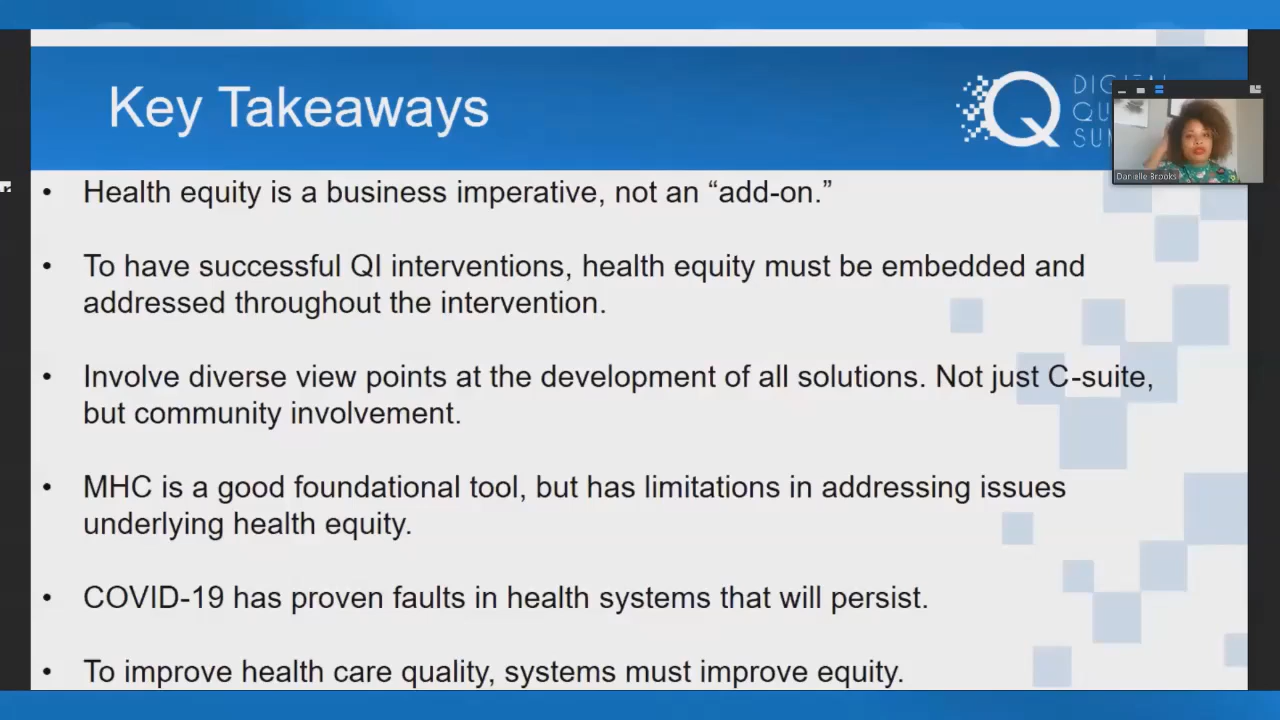 Key Takeaways
Danielle Brooks
• Health equity is a business imperative, not an “add-on.”
• To have successful QI interventions, health equity must be embedded and
addressed throughout the intervention.
• Involve diverse view points at the development of all solutions. Not just C-suite,
but community involvement.
• MHC is a good foundational tool, but has limitations in addressing issues
underlying health equity.
• COVID-19 has proven faults in health systems that will persist.
• To improve health care quality, systems must improve equity.